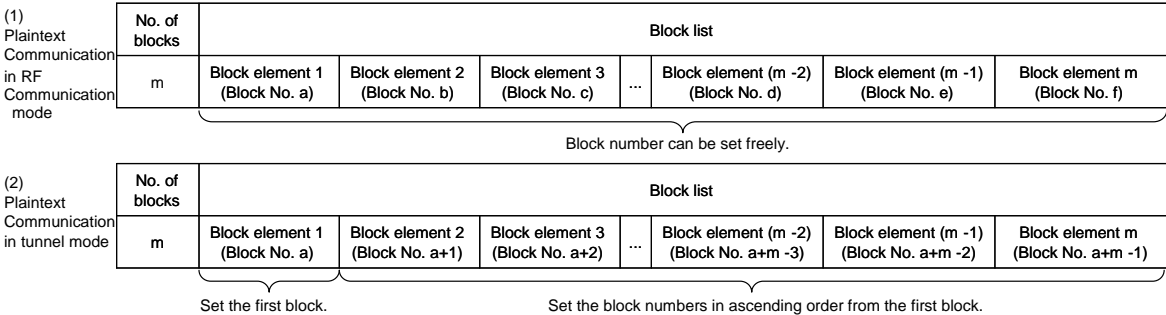 (1)
Plaintext
Communication
in RF
Communication
mode
No. of
blocks
Block list
m
Block element 1
(Block No. a)
Block element 2
(Block No. b)
Block element 3
(Block No. c)
...
Block element (m -2)
(Block No. d)
Block element (m -1)
(Block No. e)
Block element m
(Block No. f)
Block number can be set freely.
(2)
Plaintext
Communication
in tunnel mode
No. of
blocks
Block list
m
Block element 1
(Block No. a)
Block element 2
(Block No. a+1)
Block element 3
(Block No. a+2)
...
Block element (m -2)
(Block No. a+m -3)
Block element (m -1)
(Block No. a+m -2)
Block element m
(Block No. a+m -1)
Set the first block.
Set the block numbers in ascending order from the first block.